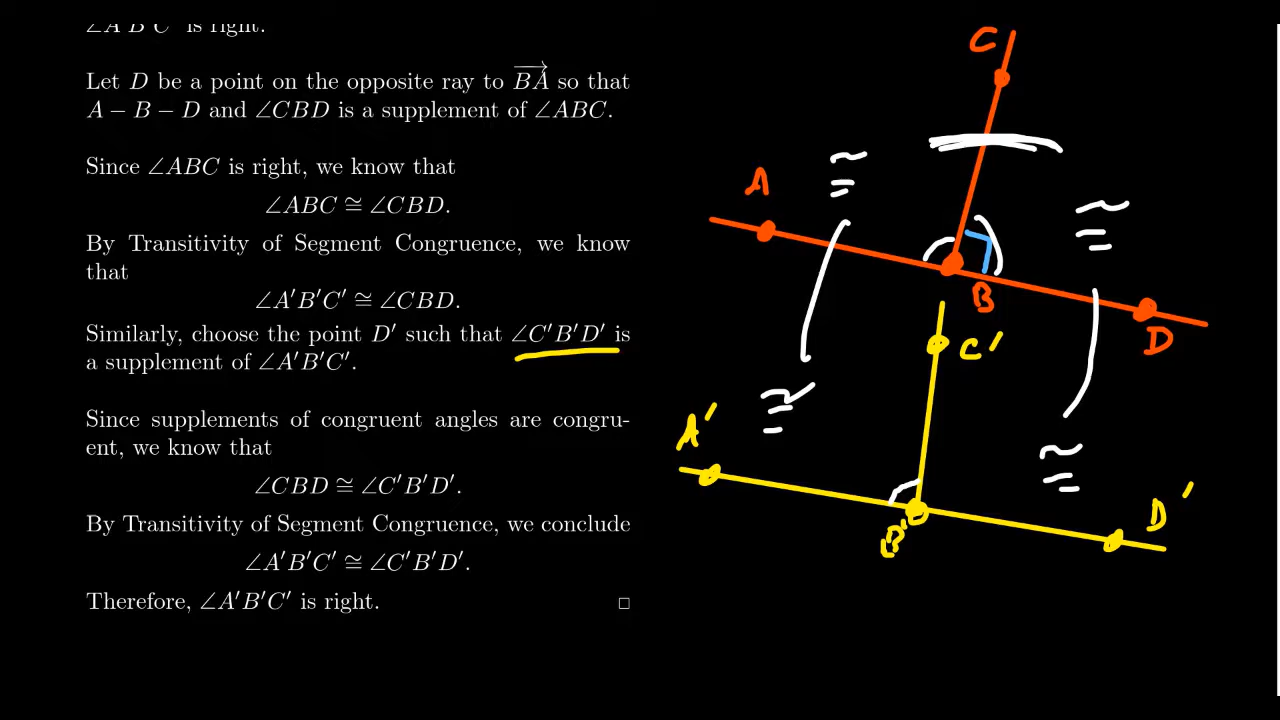 ∠A′B′C′ is right.
Let D be a point on the opposite ray to \overrightarrow{BA} so that
A − B − D and ∠CBD is a supplement of ∠ABC.
Since ∠ABC is right, we know that
∠ABC ≅ ∠CBD.
By Transitivity of Segment Congruence, we know
that
∠A′B′C′ ≅ ∠CBD.
Similarly, choose the point D′ such that ∠C′B′D′ is
a supplement of ∠A′B′C′.
Since supplements of congruent angles are congru-
ent, we know that
∠CBD ≅ ∠C′B′D′.
By Transitivity of Segment Congruence, we conclude
∠A′B′C′ ≅ ∠C′B′D′.
Therefore, ∠A′B′C′ is right. □
C
≅
A
≅
B
D
C′
≅
A′
≅
D′
B′